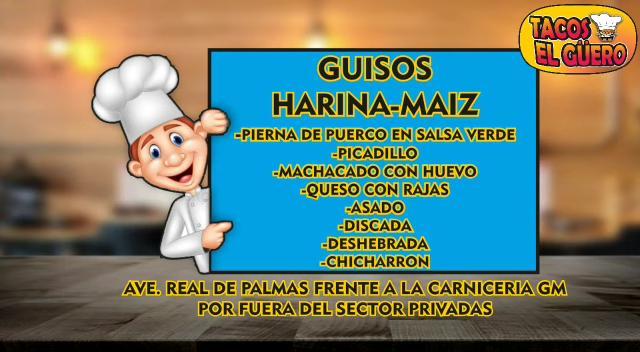 TACOS
EL GÜERO
GUISOS
HARINA-MAIZ
-PIERNA DE PUERCO EN SALSA VERDE
-PICADILLO
-MACHACADO CON HUEVO
-QUESO CON RAJAS
-ASADO
-DISCADA
-DESHEBRADA
-CHICHARRON
AVE. REAL DE PALMAS FRENTE A LA CARNICERIA GM
POR FUERA DEL SECTOR PRIVADAS